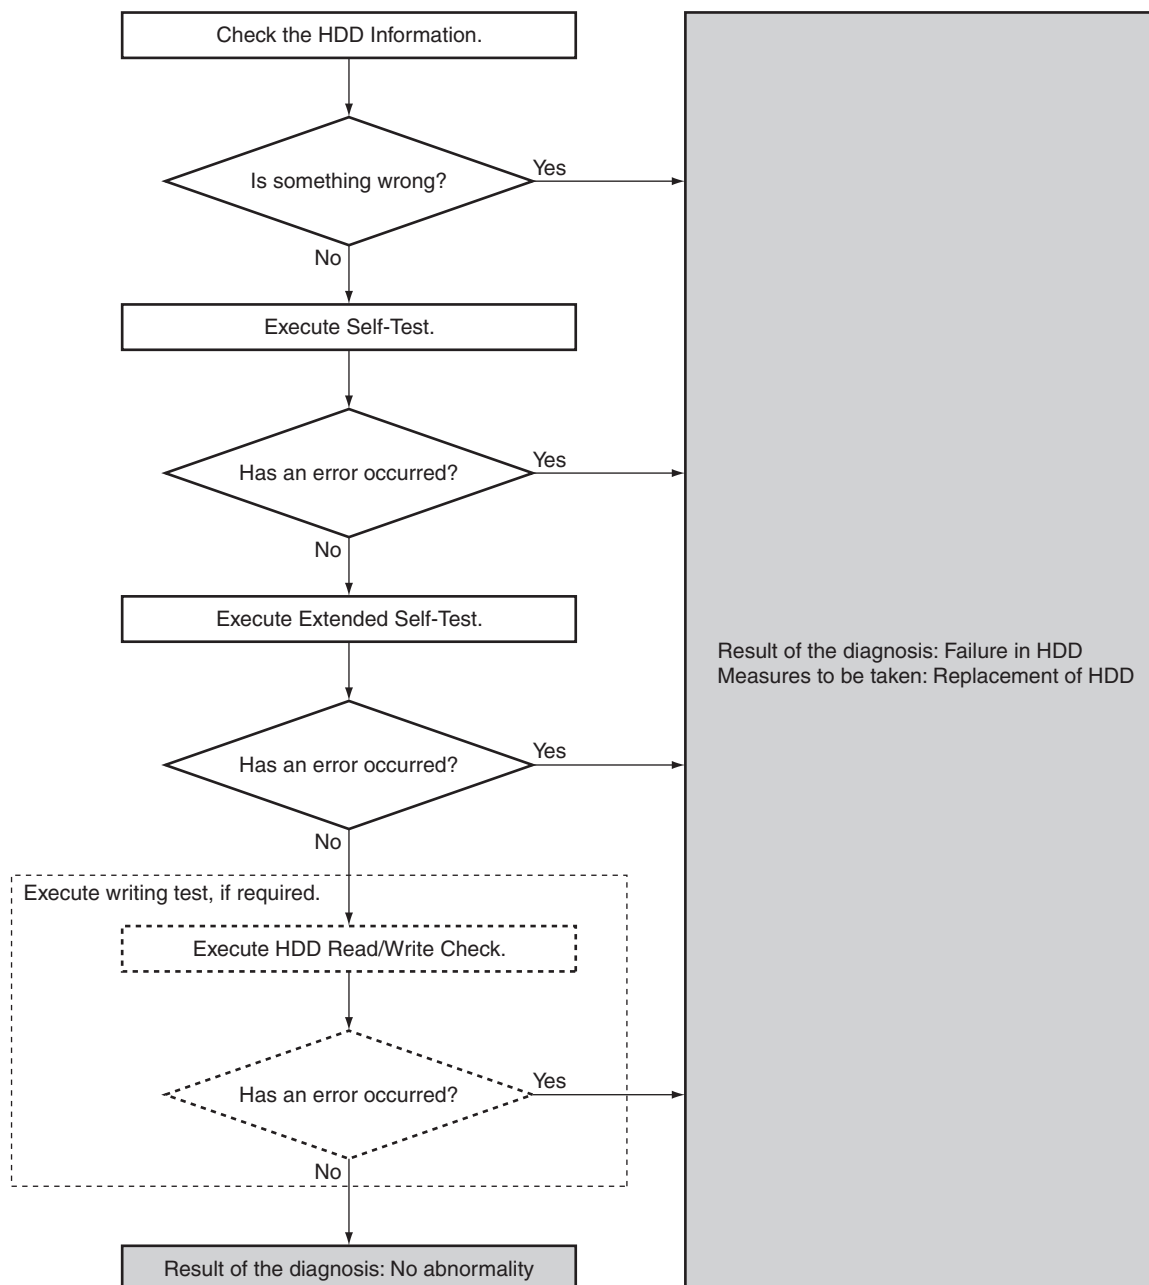 Check the HDD Information.
Is something wrong?
Yes
No
Execute Self-Test.
Has an error occurred?
Yes
No
Execute Extended Self-Test.
Result of the diagnosis: Failure in HDD
Measures to be taken: Replacement of HDD
Has an error occurred?
Yes
No
Execute writing test, if required.
Execute HDD Read/Write Check.
Has an error occurred?
Yes
No
Result of the diagnosis: No abnormality